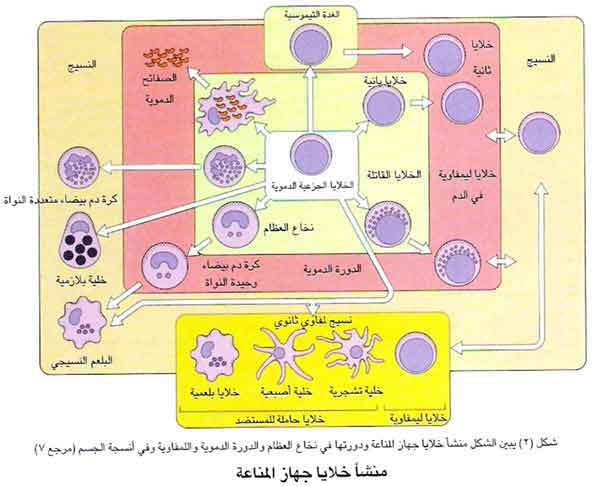 الغدة الثيموسية
النسيج
النسيج
خلايا
ثانية
الصفائح
الدموية
خلايا بائية
الخلايا الجزعية الدموية
الخلايا القاتلة
خلايا ليمفاوية
في الدم
كرة دم بيضاء متعددة النواة
نخاع العظام
خلية بلازمية
كرة دم بيضاء
وحيدة النواة
الدورة الدموية
البلعم النسيجي
نسيج لمفاوي ثانوي
خلايا بلعمية
خلية أصبعية
خلية تشجرية
خلايا حاملة للمستضد
خلايا ليمفاوية
شكل (٢) يبين الشكل منشأ خلايا جهاز المناعة ودورتها في نخاع العظام والدورة الدموية واللمفاوية وفي أنسجة الجسم (مرجع ٧)
منشأ خلايا جهاز المناعة